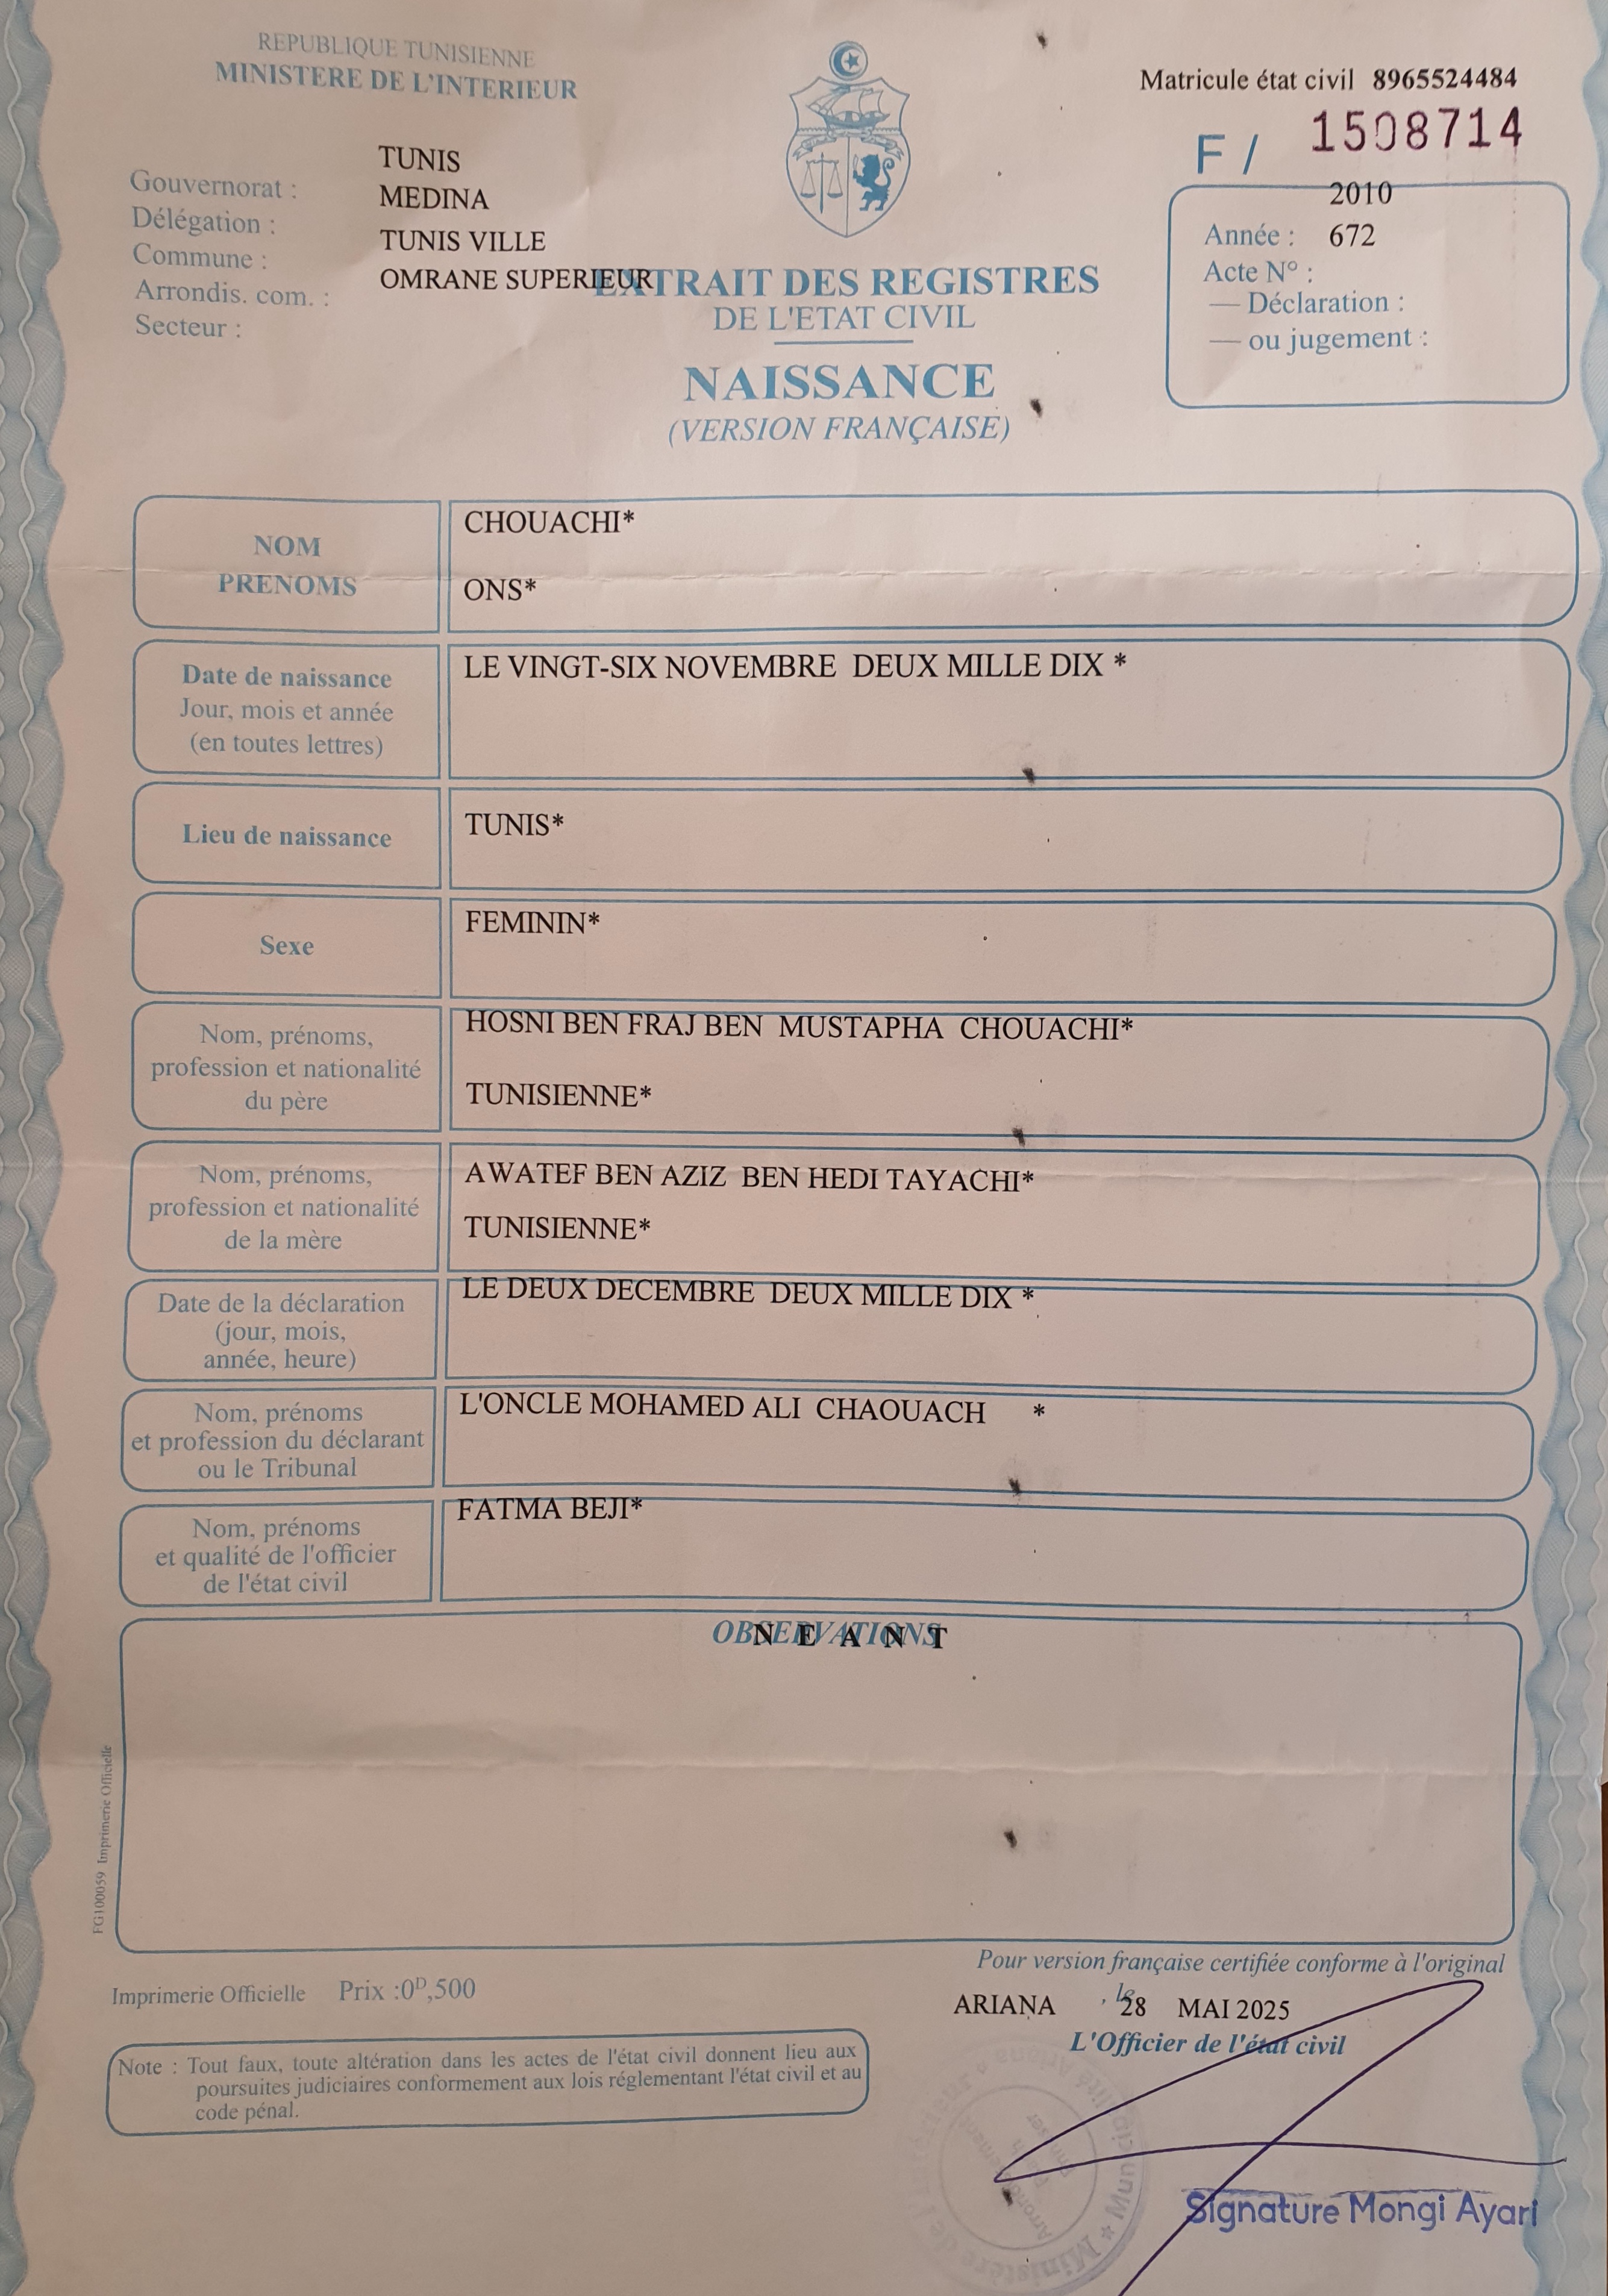 REPUBLIQUE TUNISIENNE
MINISTERE DE L'INTERIEUR
Matricule état civil 8965524484
F / 1508714
TUNIS
Gouvernorat :
MEDINA
Délégation :
TUNIS VILLE
Commune :
OMRANE SUPERIEUR
Arrondis. com. :
Secteur :
2010
Année : 672
Acte N° :
— Déclaration :
— ou jugement :
EXTRAIT DES REGISTRES
DE L'ETAT CIVIL
NAISSANCE
(VERSION FRANÇAISE)
NOM
PRENOMS
CHOUACHI*
ONS*
Date de naissance
Jour, mois et année
(en toutes lettres)
LE VINGT-SIX NOVEMBRE DEUX MILLE DIX *
Lieu de naissance
TUNIS*
Sexe
FEMININ*
Nom, prénoms,
profession et nationalité
du père
HOSNI BEN FRAJ BEN MUSTAPHA CHOUACHI*
TUNISIENNE*
Nom, prénoms,
profession et nationalité
de la mère
AWATEF BEN AZIZ BEN HEDI TAYACHI*
TUNISIENNE*
Date de la déclaration
(jour, mois,
année, heure)
LE DEUX DECEMBRE DEUX MILLE DIX *
Nom, prénoms
et profession du déclarant
ou le Tribunal
L'ONCLE MOHAMED ALI CHAOUACH *
Nom, prénoms
et qualité de l'officier
de l'état civil
FATMA BEJI*
OBSERVATIONS
N E A N T
FG100059 Imprimerie Officielle
Imprimerie Officielle Prix :0D,500
Pour version française certifiée conforme à l'original
ARIANA , le 28 MAI 2025
L'Officier de l'état civil
Note : Tout faux, toute altération dans les actes de l'état civil donnent lieu aux
poursuites judiciaires conformement aux lois réglementant l'état civil et au
code pénal.
Signature Mongi Ayari